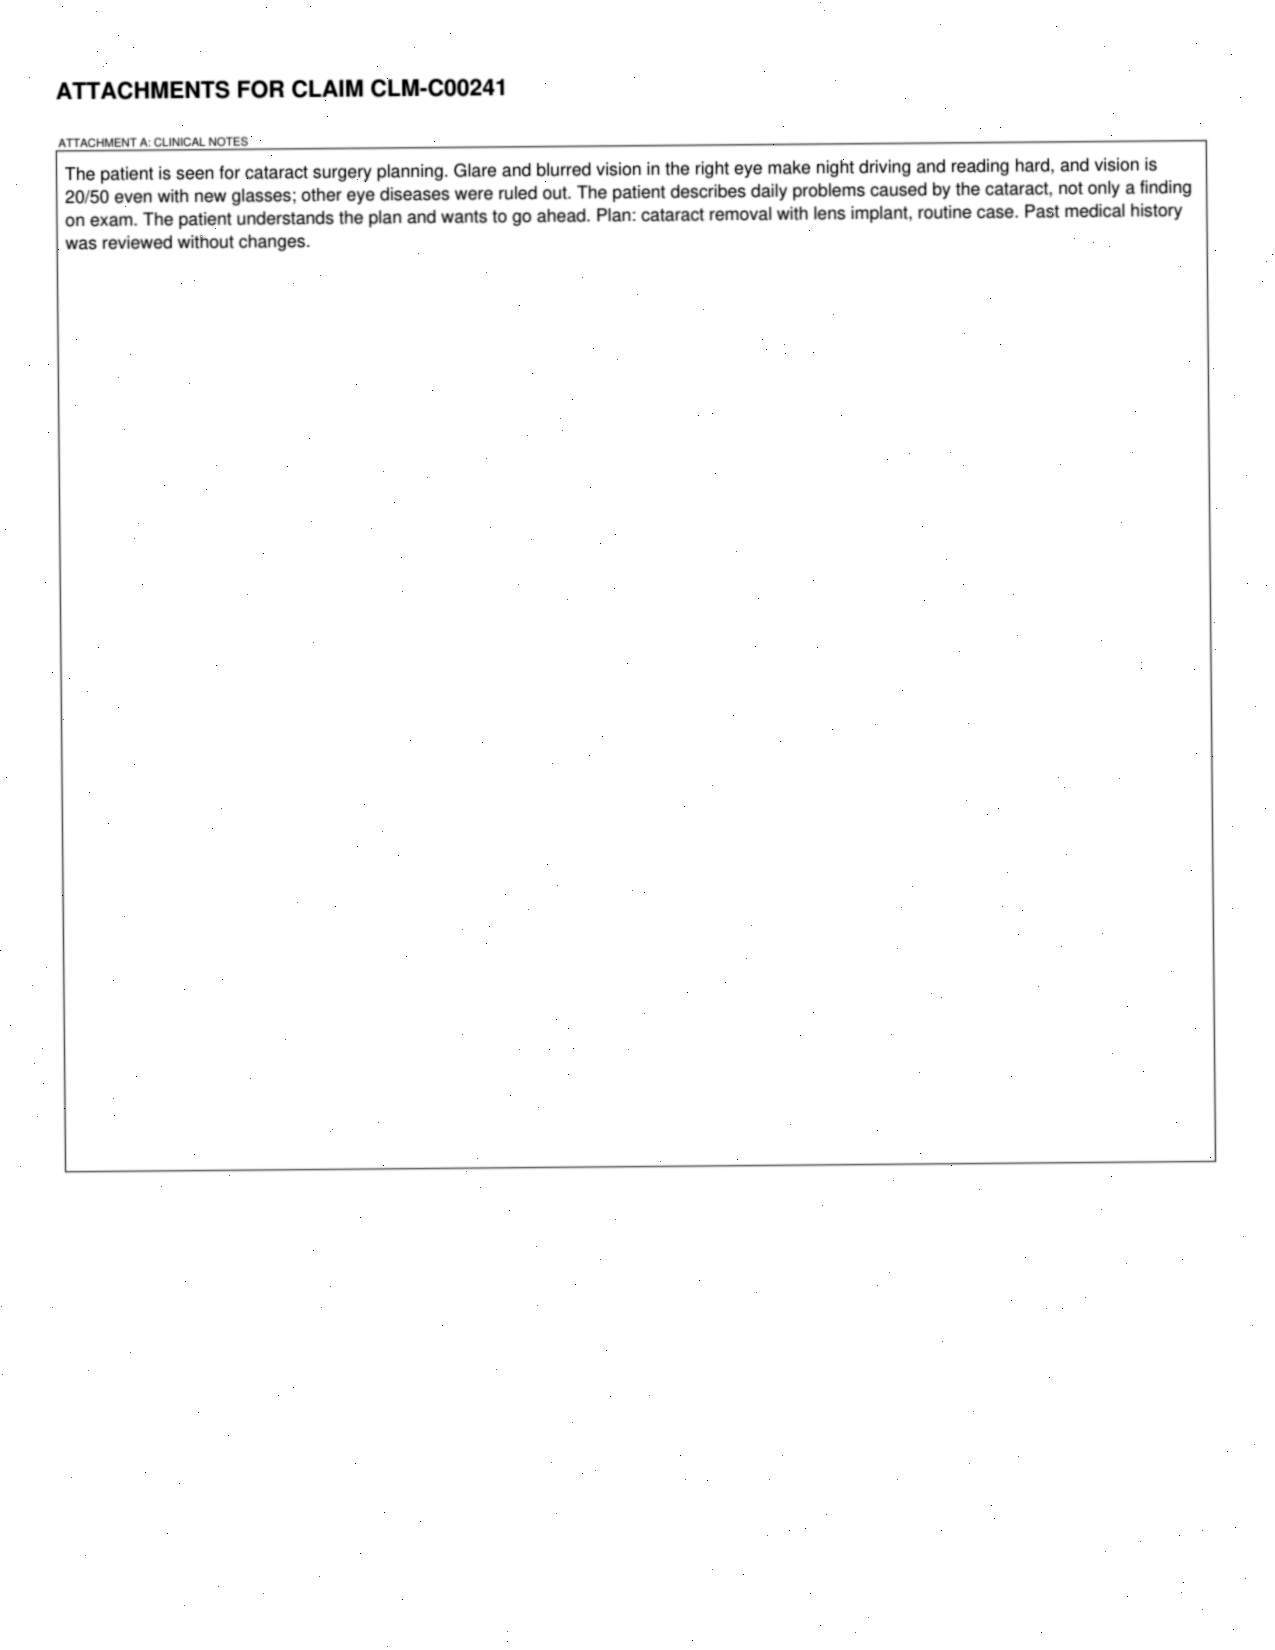 ATTACHMENTS FOR CLAIM CLM-C00241
ATTACHMENT A: CLINICAL NOTES
The patient is seen for cataract surgery planning. Glare and blurred vision in the right eye make night driving and reading hard, and vision is
20/50 even with new glasses; other eye diseases were ruled out. The patient describes daily problems caused by the cataract, not only a finding
on exam. The patient understands the plan and wants to go ahead. Plan: cataract removal with lens implant, routine case. Past medical history
was reviewed without changes.